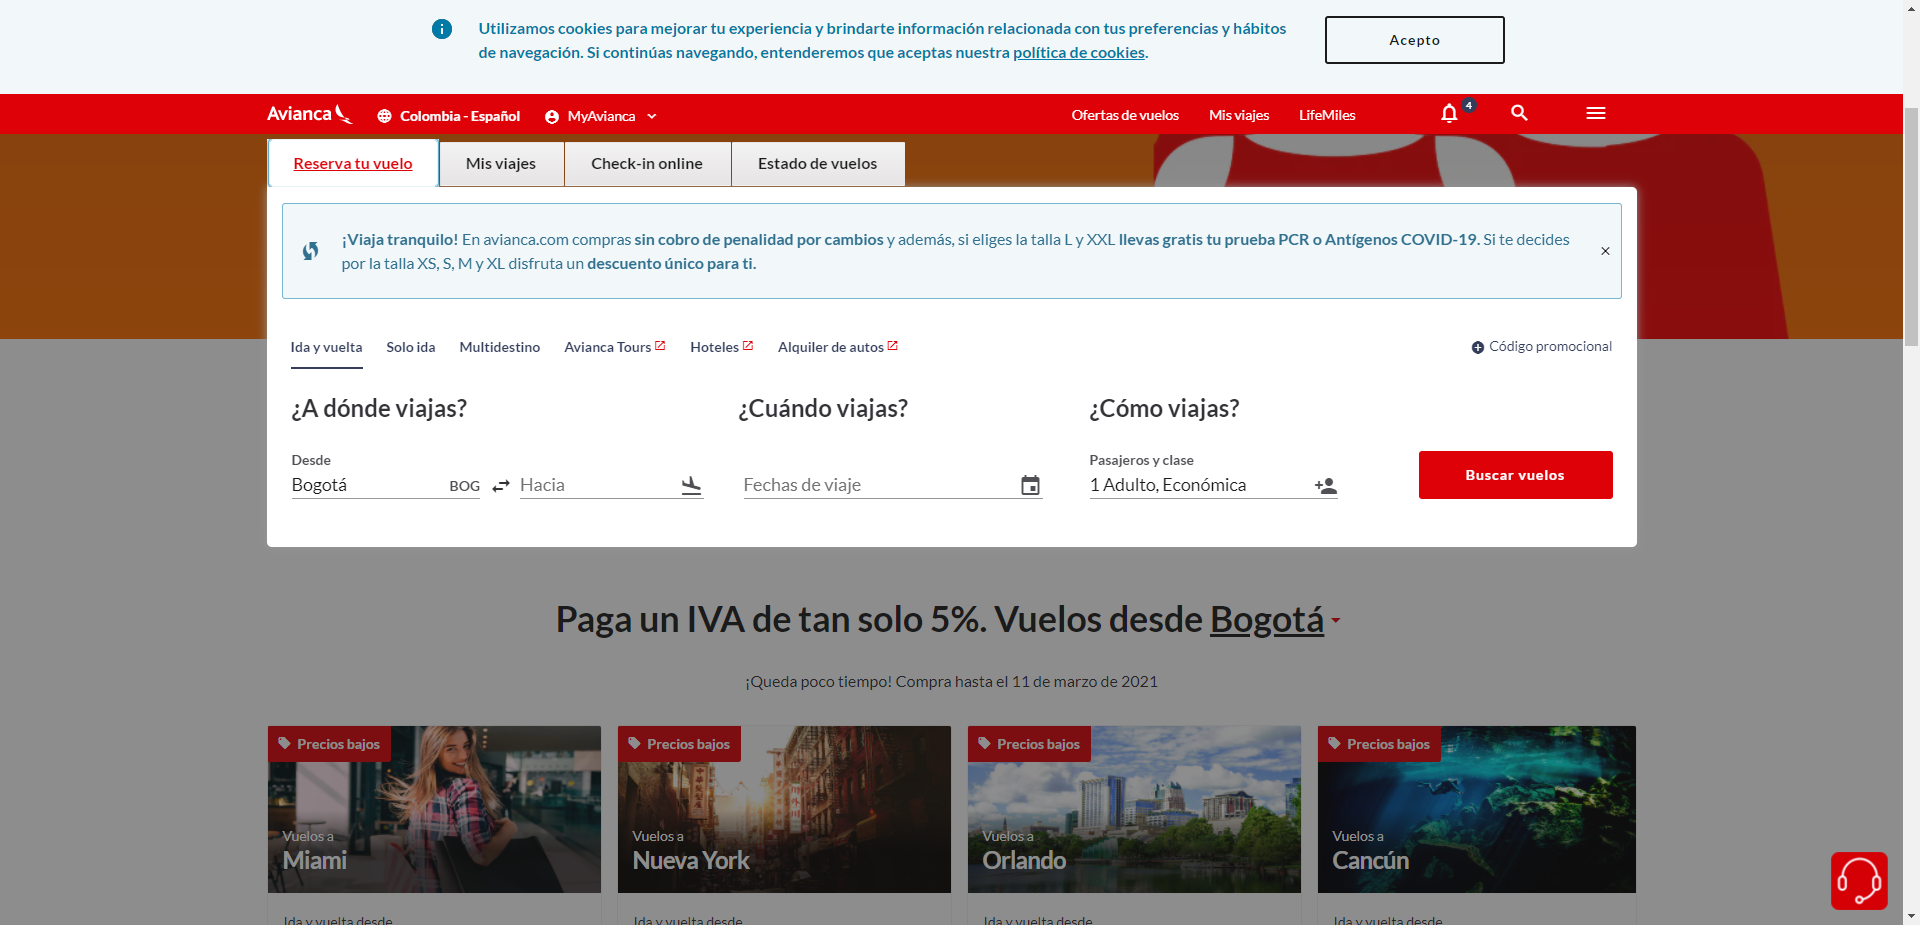 Utilizamos cookies para mejorar tu experiencia y brindarte información relacionada con tus preferencias y hábitos
de navegación. Si continúas navegando, entenderemos que aceptas nuestra política de cookies.
Acepto
Avianca
Colombia - Español
MyAvianca
Ofertas de vuelos
Mis viajes
LifeMiles
4
Reserva tu vuelo
Mis viajes
Check-in online
Estado de vuelos
¡Viaja tranquilo! En avianca.com compras sin cobro de penalidad por cambios y además, si eliges la talla L y XXL llevas gratis tu prueba PCR o Antígenos COVID-19. Si te decides
por la talla XS, S, M y XL disfruta un descuento único para ti.
Ida y vuelta
Solo ida
Multidestino
Avianca Tours
Hoteles
Alquiler de autos
Código promocional
¿A dónde viajas?
¿Cuándo viajas?
¿Cómo viajas?
Desde
Bogotá
BOG
Hacia
Fechas de viaje
Pasajeros y clase
1 Adulto, Económica
Buscar vuelos
Paga un IVA de tan solo 5%. Vuelos desde Bogotá
¡Queda poco tiempo! Compra hasta el 11 de marzo de 2021
Precios bajos
Vuelos a
Miami
Ida y vuelta desde
Precios bajos
Vuelos a
Nueva York
Ida y vuelta desde
Precios bajos
Vuelos a
Orlando
Ida y vuelta desde
Precios bajos
Vuelos a
Cancún
Ida y vuelta desde